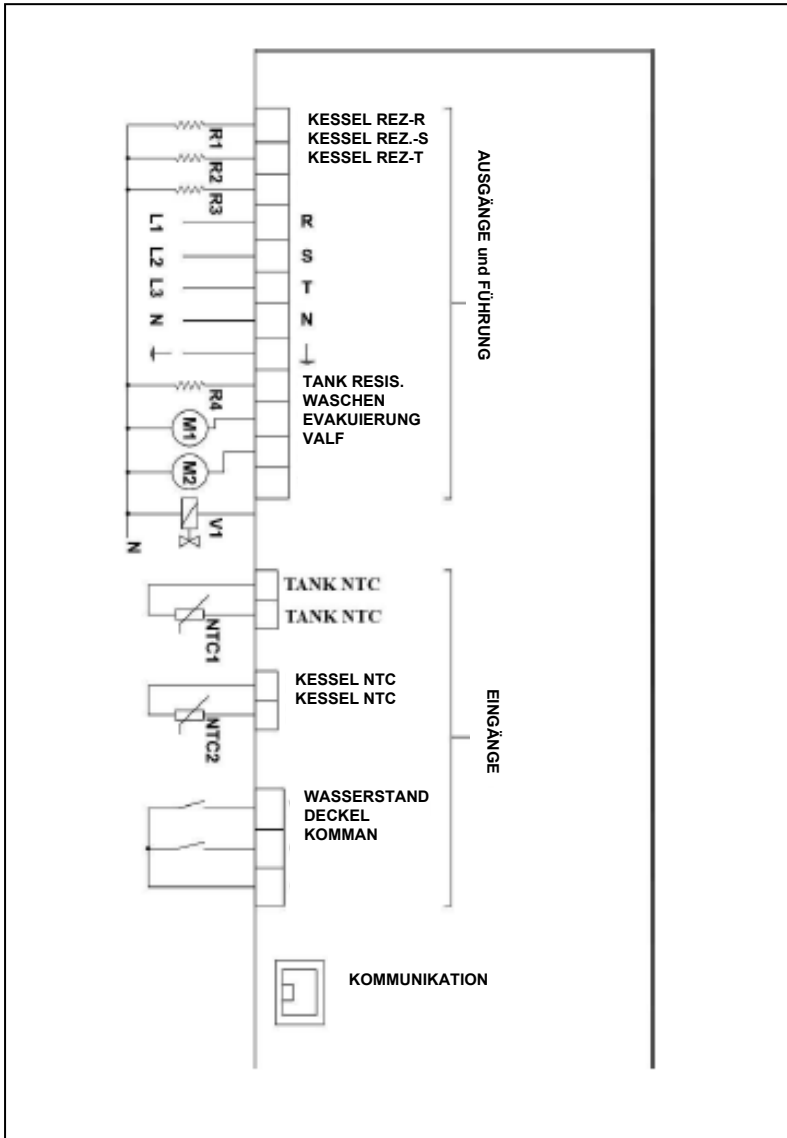 KESSEL REZ-R
KESSEL REZ.-S
KESSEL REZ-T
R1
R2
R3
L1
R
L2
S
L3
T
N
N
AUSGÄNGE und FÜHRUNG
TANK RESIS.
WASCHEN
EVAKUIERUNG
VALF
R4
M1
M2
V1
N
TANK NTC
TANK NTC
NTC1
KESSEL NTC
KESSEL NTC
NTC2
EINGÄNGE
WASSERSTAND
DECKEL
KOMMAN
KOMMUNIKATION